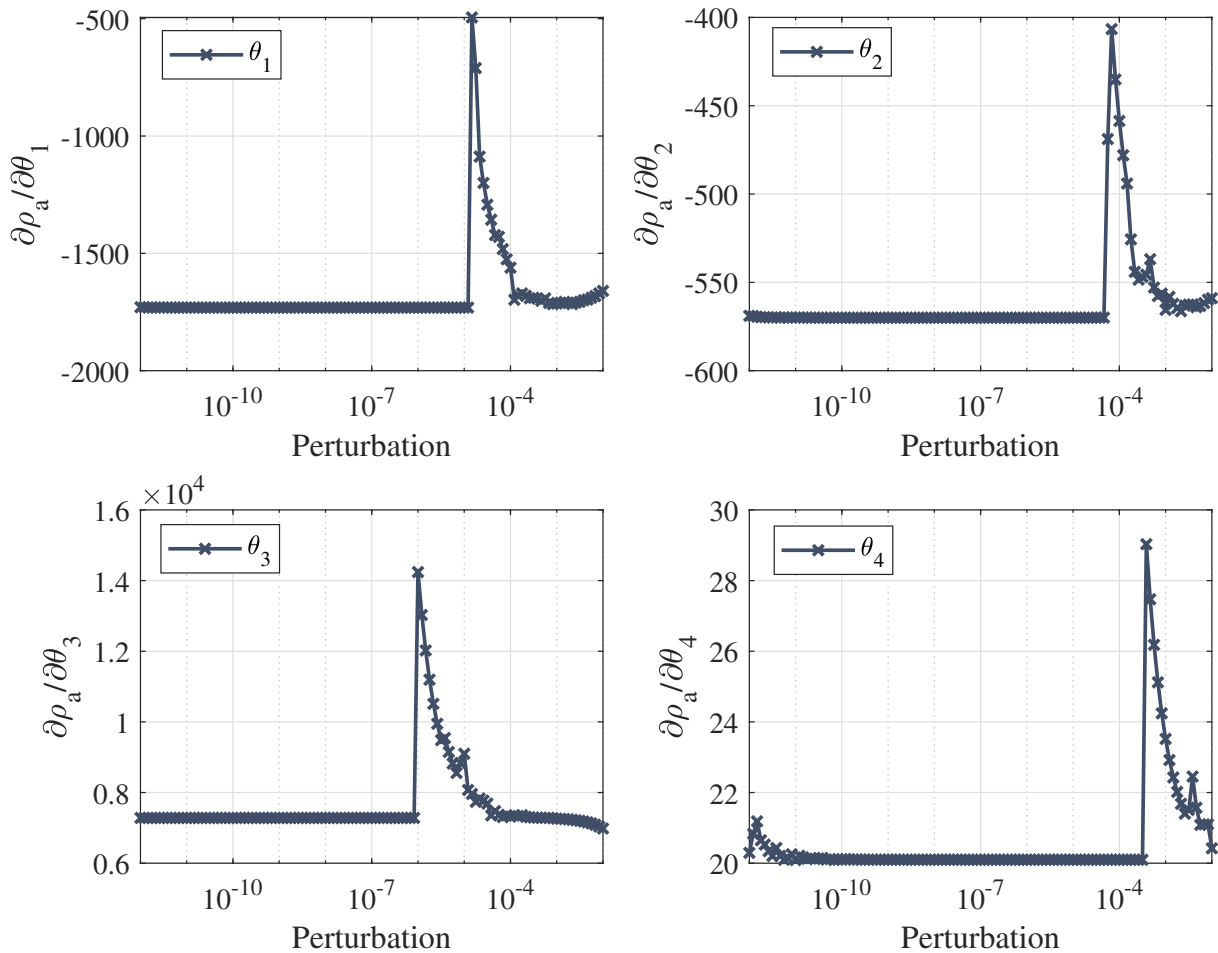 -500
-1000
-1500
-2000
∂ρa/∂θ1
θ1
10-10
10-7
10-4
Perturbation
-400
-450
-500
-550
-600
∂ρa/∂θ2
θ2
10-10
10-7
10-4
Perturbation
×104
1.6
1.4
1.2
1
0.8
0.6
∂ρa/∂θ3
θ3
10-10
10-7
10-4
Perturbation
30
28
26
24
22
20
∂ρa/∂θ4
θ4
10-10
10-7
10-4
Perturbation